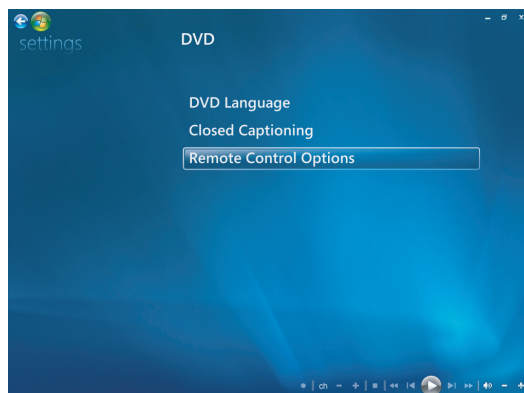 settings
DVD
DVD Language
Closed Captioning
Remote Control Options
ch